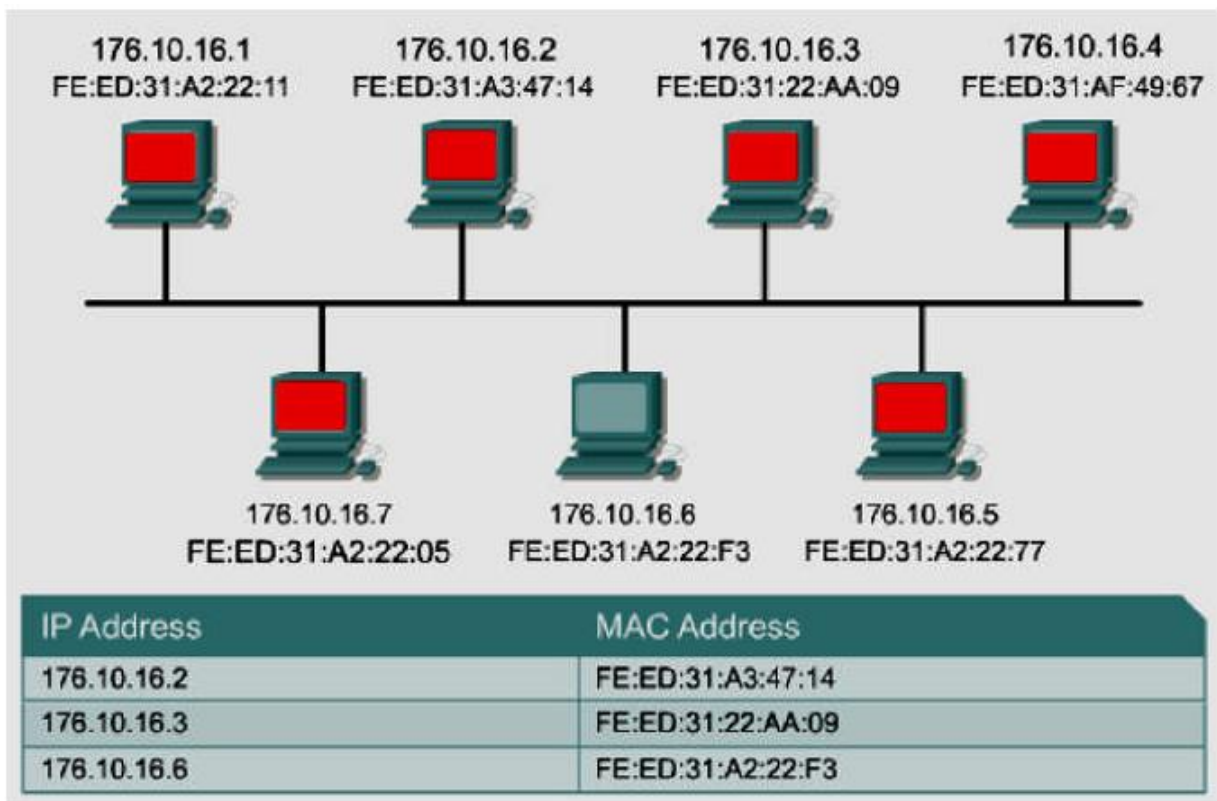 176.10.16.1
FE:ED:31:A2:22:11
176.10.16.2
FE:ED:31:A3:47:14
176.10.16.3
FE:ED:31:22:AA:09
176.10.16.4
FE:ED:31:AF:49:67
176.10.16.7
FE:ED:31:A2:22:05
176.10.16.6
FE:ED:31:A2:22:F3
176.10.16.5
FE:ED:31:A2:22:77
IP Address MAC Address
176.10.16.2 FE:ED:31:A3:47:14
176.10.16.3 FE:ED:31:22:AA:09
176.10.16.6 FE:ED:31:A2:22:F3